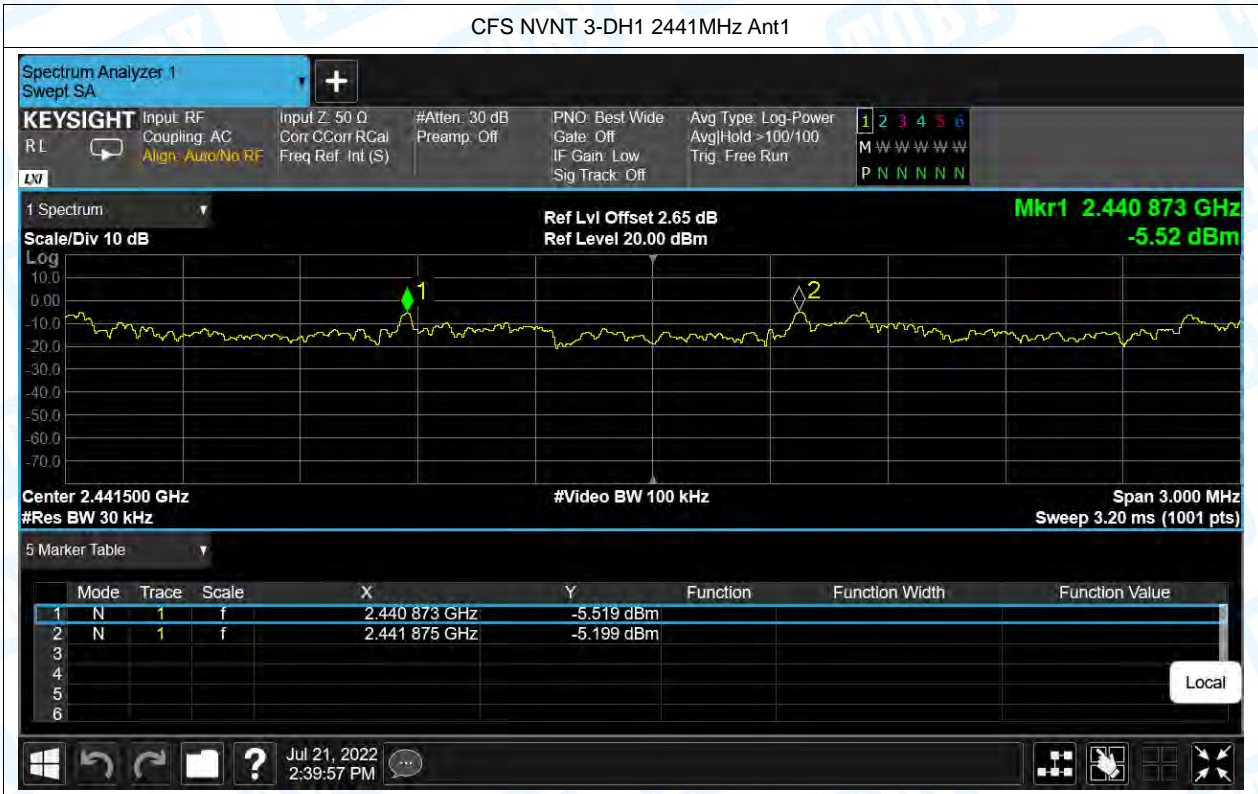 CFS NVNT 3-DH1 2441MHz Ant1
Spectrum Analyzer 1
Swept SA
+
KEYSIGHT Input: RF Input Z: 50 Ω #Atten: 30 dB PNO: Best Wide Avg Type: Log-Power 1 2 3 4 5 6
RL Coupling: AC Corr CCorr RCal Preamp: Off Gate: Off Avg|Hold >100/100 M W W W W W
Align: Auto/No RF Freq Ref: Int (S) IF Gain: Low Trig: Free Run
LXI Sig Track: Off P N N N N N
1 Spectrum Ref Lvl Offset 2.65 dB Mkr1 2.440 873 GHz
Scale/Div 10 dB Ref Level 20.00 dBm -5.52 dBm
Log
10.0
0.00
-10.0
-20.0
-30.0
-40.0
-50.0
-60.0
-70.0
1
2
Center 2.441500 GHz #Video BW 100 kHz Span 3.000 MHz
#Res BW 30 kHz Sweep 3.20 ms (1001 pts)
5 Marker Table
Mode Trace Scale X Y Function Function Width Function Value
1 N 1 f 2.440 873 GHz -5.519 dBm
2 N 1 f 2.441 875 GHz -5.199 dBm
3
4
5
6
Local
? Jul 21, 2022
2:39:57 PM